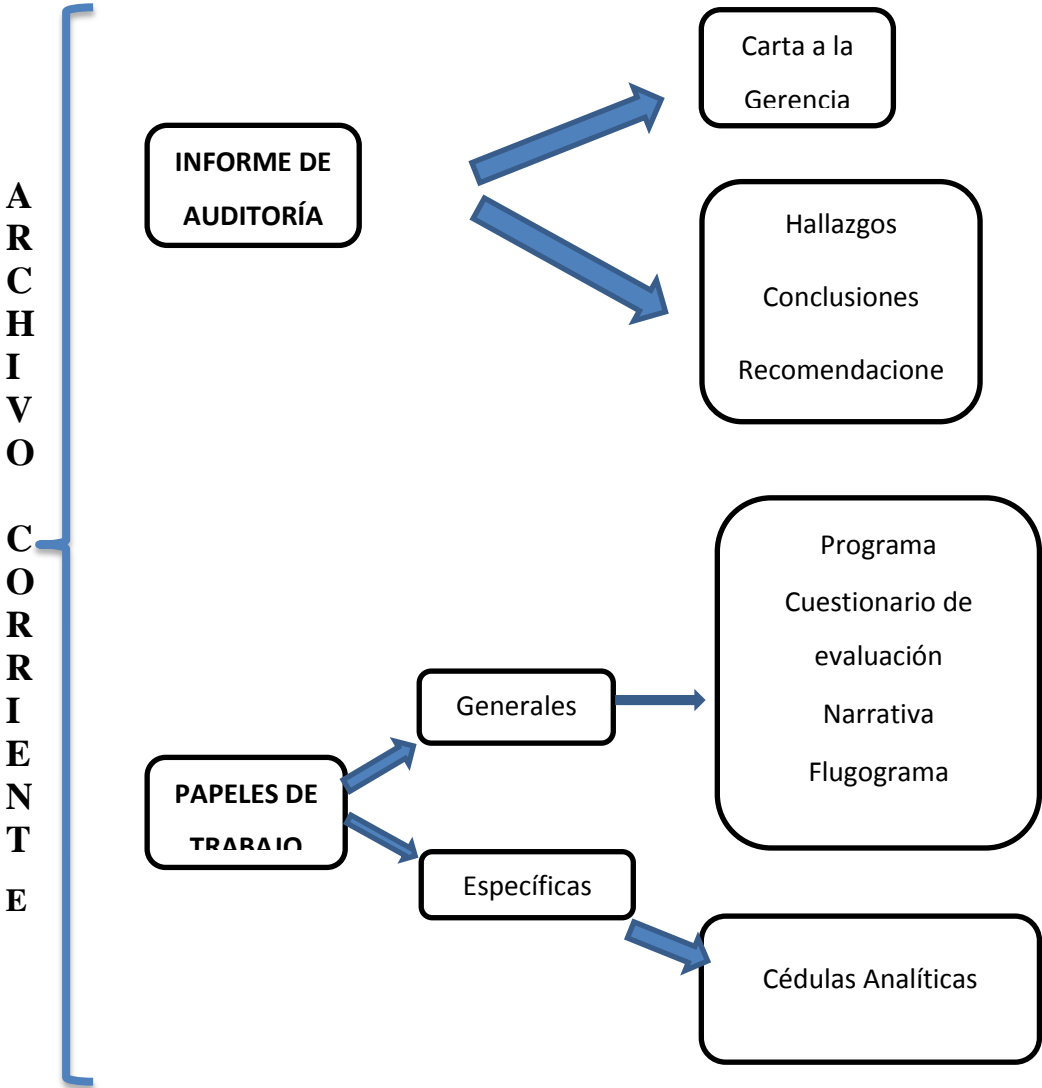 ARCHIVO CORRIENTE
INFORME DE
AUDITORÍA
Carta a la
Gerencia
Hallazgos
Conclusiones
Recomendacione
PAPELES DE
TRABAJO
Generales
Programa
Cuestionario de
evaluación
Narrativa
Flugograma
Específicas
Cédulas Analíticas